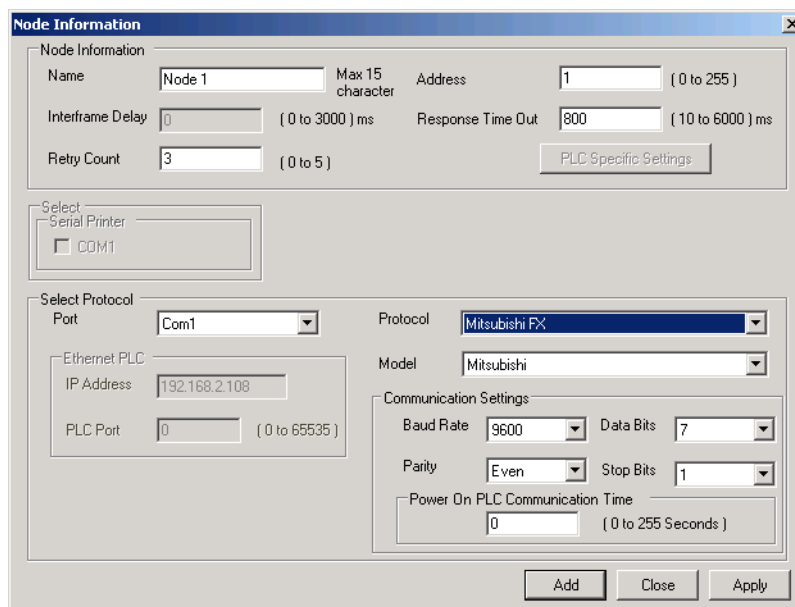 Node Information
Node Information
Name Node 1 Max 15 character Address 1 ( 0 to 255 )
Interframe Delay 0 ( 0 to 3000 ) ms Response Time Out 800 ( 10 to 6000 ) ms
Retry Count 3 ( 0 to 5 ) PLC Specific Settings
Select
Serial Printer
COM1
Select Protocol
Port Com1 Protocol Mitsubishi FX
Ethernet PLC Model Mitsubishi
IP Address 192.168.2.108
Communication Settings
PLC Port 0 ( 0 to 65535 ) Baud Rate 9600 Data Bits 7
Parity Even Stop Bits 1
Power On PLC Communication Time
0 ( 0 to 255 Seconds )
Add Close Apply